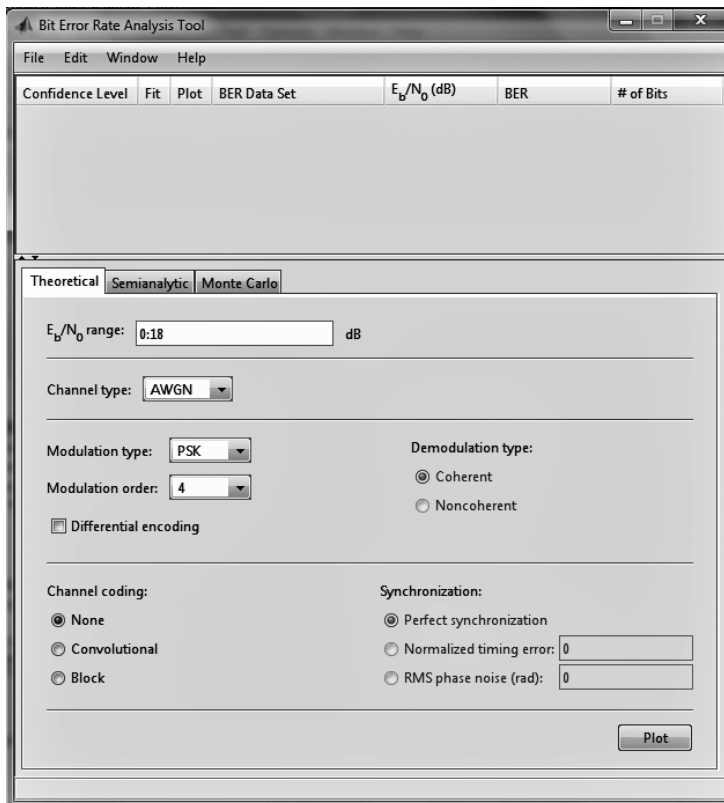 Bit Error Rate Analysis Tool
File Edit Window Help
Confidence Level Fit Plot BER Data Set Eb/N0 (dB) BER # of Bits
Theoretical Semianalytic Monte Carlo
Eb/N0 range: 0:18 dB
Channel type: AWGN
Modulation type: PSK Demodulation type:
Modulation order: 4 Coherent
Noncoherent
Differential encoding
Channel coding: Synchronization:
None Perfect synchronization
Convolutional Normalized timing error: 0
Block RMS phase noise (rad): 0
Plot